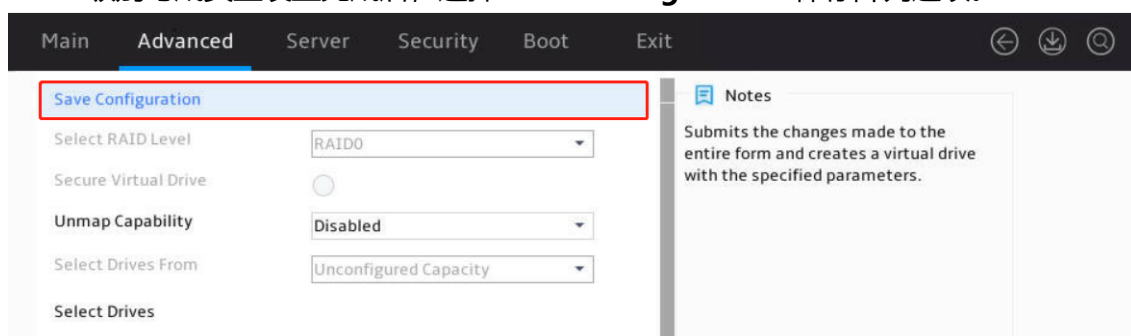 Main Advanced Server Security Boot Exit
Save Configuration
Select RAID Level RAID0
Secure Virtual Drive
Unmap Capability Disabled
Select Drives From Unconfigured Capacity
Select Drives
Notes
Submits the changes made to the
entire form and creates a virtual drive
with the specified parameters.